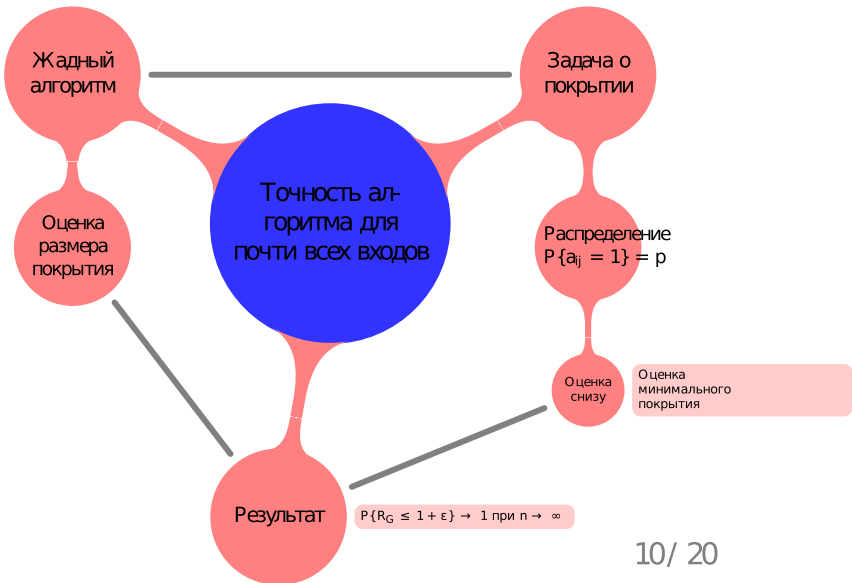 Жадный
алгоритм
Задача о
покрытии
Точность ал-
горитма для
почти всех входов
Оценка
размера
покрытия
Распределение
P{aij = 1} = p
Оценка
снизу
Оценка
минимального
покрытия
Результат
P{RG ≤ 1 + ε} → 1 при n → ∞
10 / 20